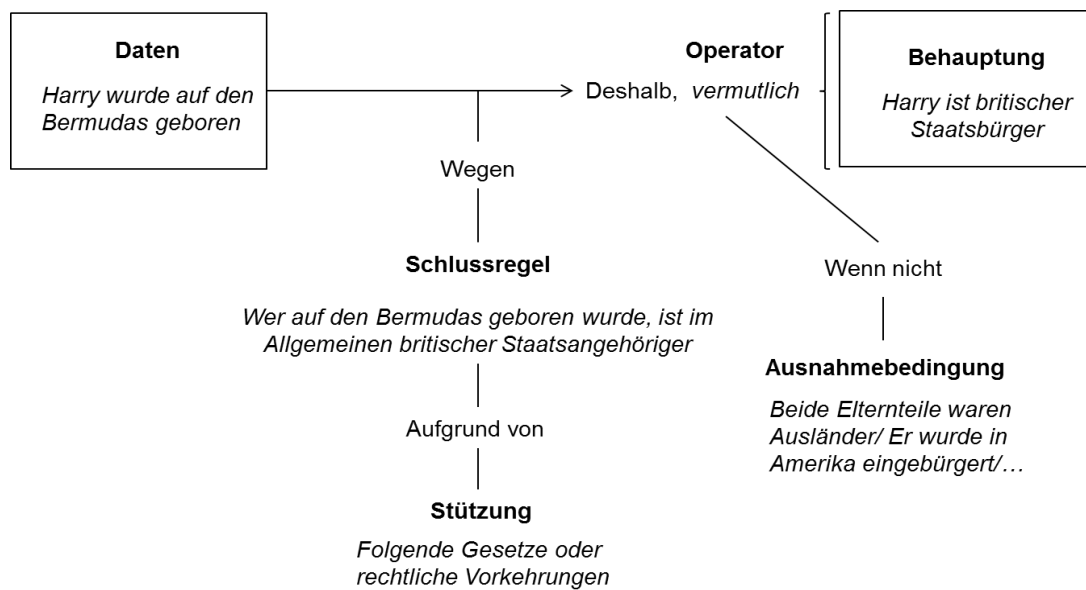 Daten
Harry wurde auf den
Bermudas geboren
Operator
Deshalb, vermutlich
Behauptung
Harry ist britischer
Staatsbürger
Wegen
Schlussregel
Wer auf den Bermudas geboren wurde, ist im
Allgemeinen britischer Staatsangehöriger
Wenn nicht
Ausnahmebedingung
Beide Elternteile waren
Ausländer/ Er wurde in
Amerika eingebürgert/…
Aufgrund von
Stützung
Folgende Gesetze oder
rechtliche Vorkehrungen